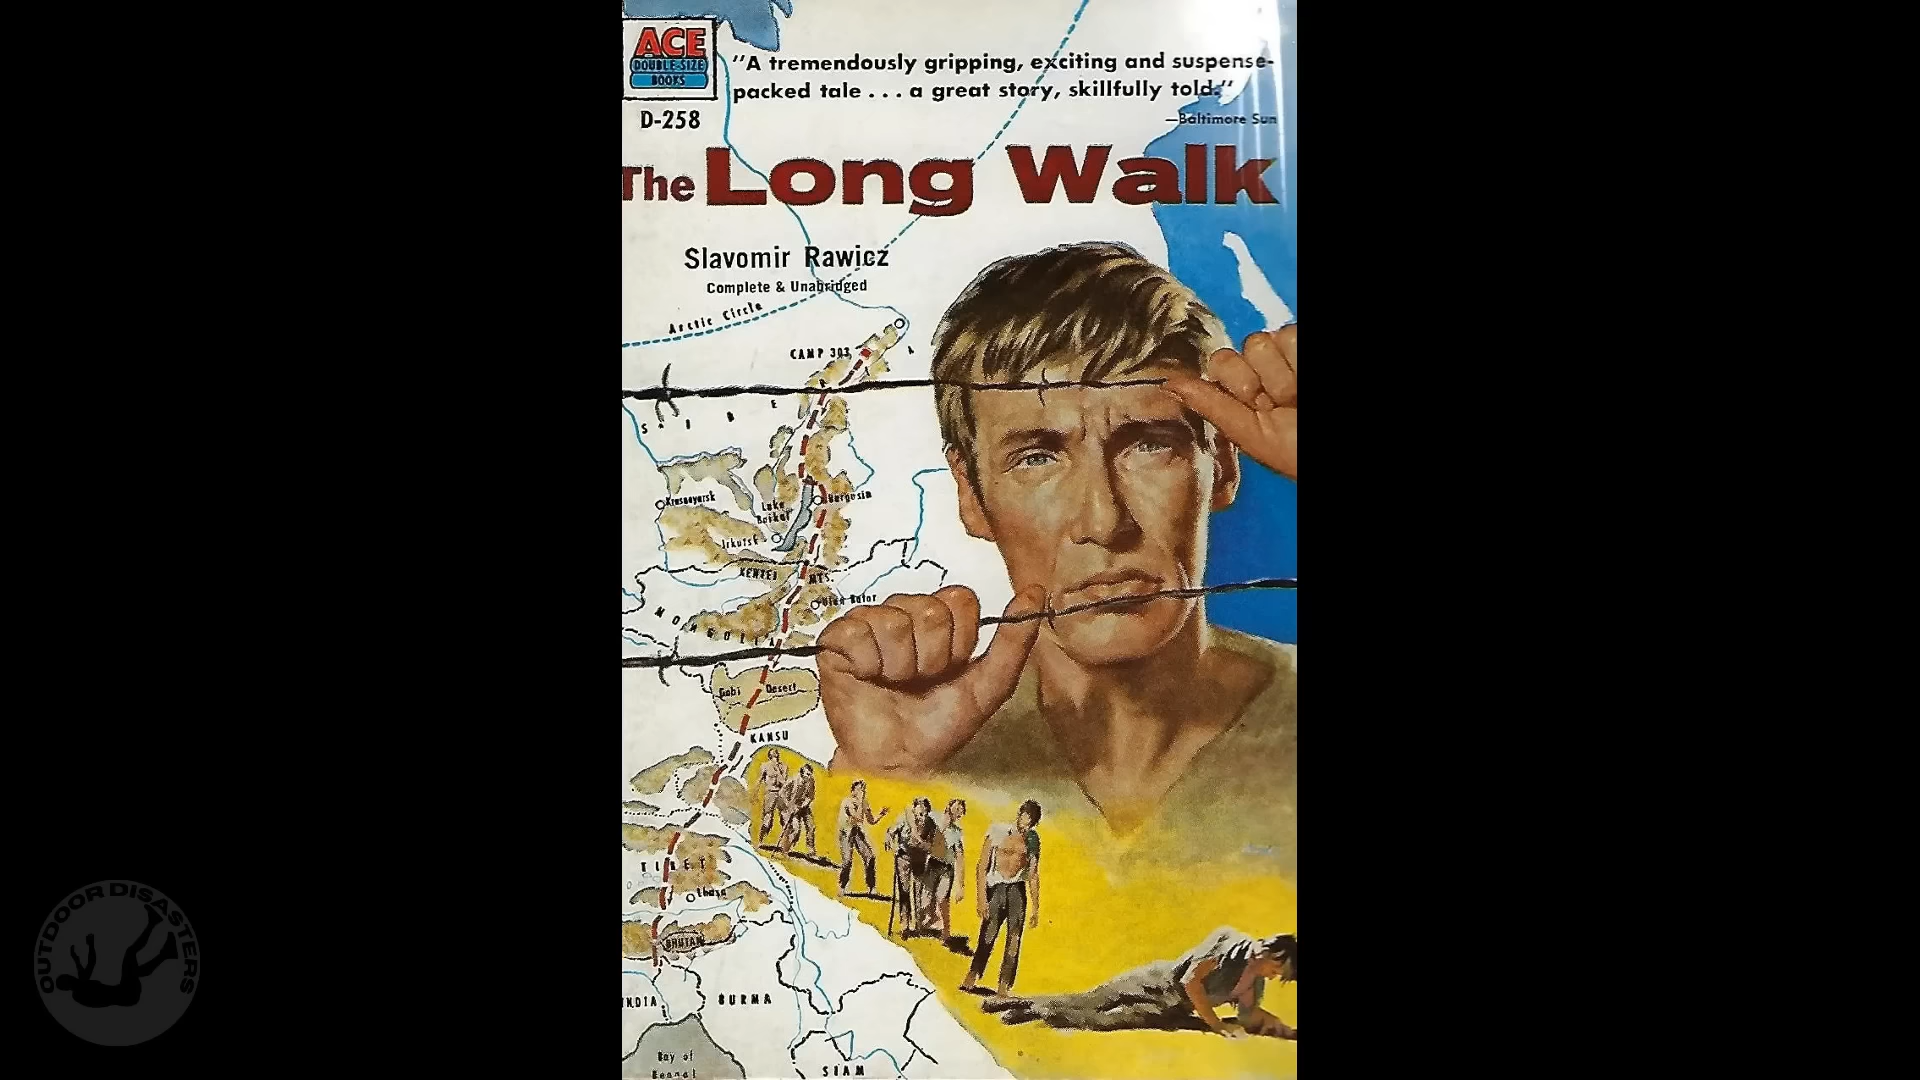 ACE
DOUBLE-SIZE
BOOKS
D-258
"A tremendously gripping, exciting and suspense-
packed tale . . . a great story, skillfully told."
—Baltimore Sun
The Long Walk
Slavomir Rawicz
Complete & Unabridged
Arctic Circle
CAMP 303
Krasnoyarsk
Lake
Baikal
Irkutsk
KENTEI MTS.
MONGOLIA
Gobi Desert
KANSU
TIBET
Lhasa
BHUTAN
INDIA
BURMA
Bay of
Bengal
SIAM
OUTDOOR DISASTERS